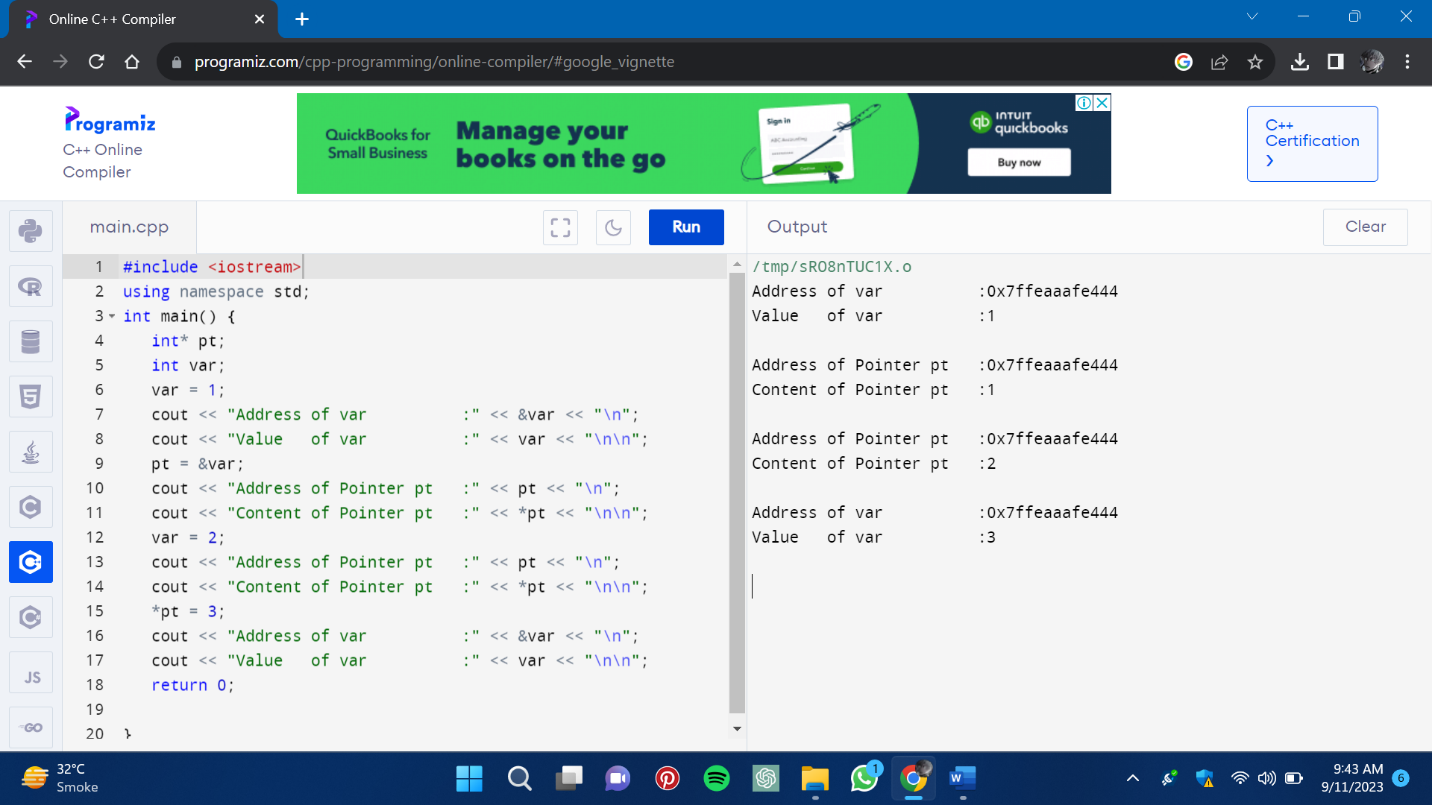 Online C++ Compiler
programiz.com/cpp-programming/online-compiler/#google_vignette
Programiz
C++ Online
Compiler
QuickBooks for
Small Business
Manage your
books on the go
Sign in
INTUIT
qb quickbooks
Buy now
C++
Certification
main.cpp
Run
Output
Clear
1 #include <iostream>
2 using namespace std;
3 int main() {
4    int* pt;
5    int var;
6    var = 1;
7    cout << "Address of var          :" << &var << "\n";
8    cout << "Value   of var          :" << var << "\n\n";
9    pt = &var;
10    cout << "Address of Pointer pt   :" << pt << "\n";
11    cout << "Content of Pointer pt   :" << *pt << "\n\n";
12    var = 2;
13    cout << "Address of Pointer pt   :" << pt << "\n";
14    cout << "Content of Pointer pt   :" << *pt << "\n\n";
15    *pt = 3;
16    cout << "Address of var          :" << &var << "\n";
17    cout << "Value   of var          :" << var << "\n\n";
18    return 0;
19
20 }
/tmp/sRO8nTUC1X.o
Address of var          :0x7ffeaaafe444
Value   of var          :1
Address of Pointer pt   :0x7ffeaaafe444
Content of Pointer pt   :1
Address of Pointer pt   :0x7ffeaaafe444
Content of Pointer pt   :2
Address of var          :0x7ffeaaafe444
Value   of var          :3
JS
GO
32°C
Smoke
1
W
9:43 AM
9/11/2023
6